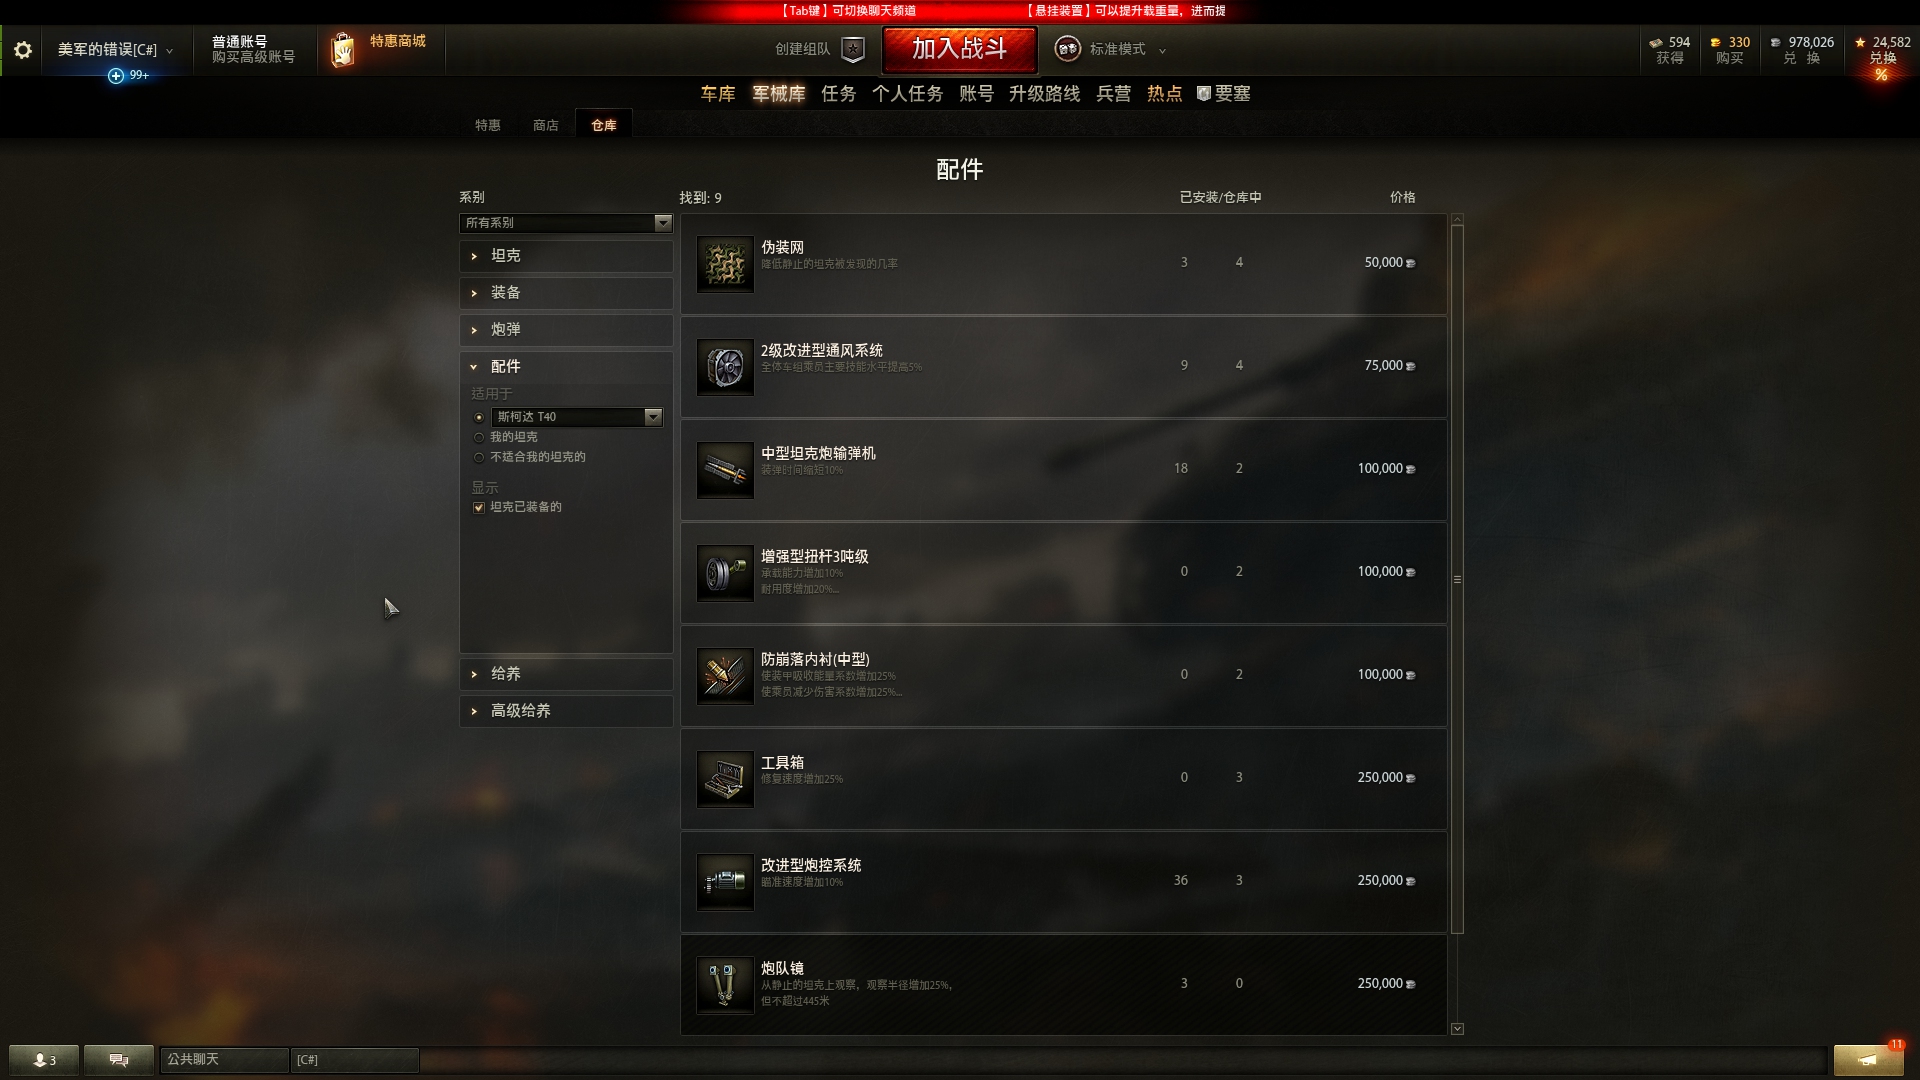 【Tab键】可切换聊天频道 【悬挂装置】可以提升载重量，进而提
美军的错误[C#]
99+
普通账号
购买高级账号
特惠商城
创建组队
加入战斗
标准模式
594
获得
330
购买
978,026
兑 换
24,582
兑换
%
车库 军械库 任务 个人任务 账号 升级路线 兵营 热点 要塞
特惠 商店 仓库
配件
系别
找到: 9
已安装/仓库中
价格
所有系别
坦克
装备
炮弹
配件
适用于
斯柯达 T40
我的坦克
不适合我的坦克的
显示
坦克已装备的
给养
高级给养
伪装网
降低静止的坦克被发现的几率
3 4 50,000
2级改进型通风系统
全体车组乘员主要技能水平提高5%
9 4 75,000
中型坦克炮输弹机
装弹时间缩短10%
18 2 100,000
增强型扭杆3吨级
承载能力增加10%
耐用度增加20%...
0 2 100,000
防崩落内衬(中型)
使装甲吸收能量系数增加25%
使乘员减少伤害系数增加25%...
0 2 100,000
工具箱
修复速度增加25%
0 3 250,000
改进型炮控系统
瞄准速度增加10%
36 3 250,000
炮队镜
从静止的坦克上观察，观察半径增加25%，
但不超过445米
3 0 250,000
3
公共聊天
[C#]
11